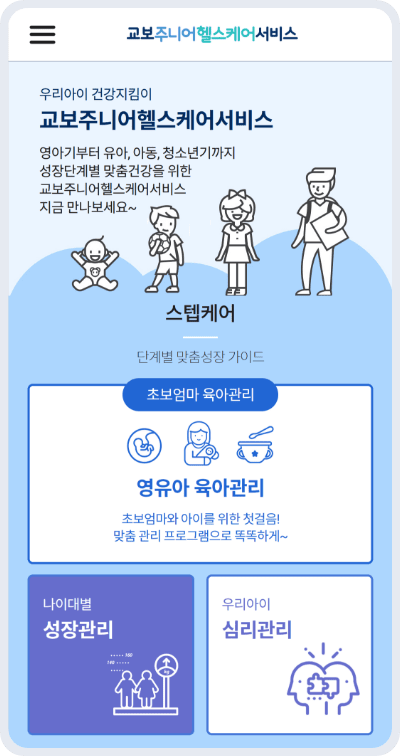 교보주니어헬스케어서비스
우리아이 건강지킴이
교보주니어헬스케어서비스
영아기부터 유아, 아동, 청소년기까지
성장단계별 맞춤건강을 위한
교보주니어헬스케어서비스
지금 만나보세요~
스텝케어
단계별 맞춤성장 가이드
초보엄마 육아관리
영유아 육아관리
초보엄마와 아이를 위한 첫걸음!
맞춤 관리 프로그램으로 똑똑하게~
나이대별
성장관리
160
140
우리아이
심리관리